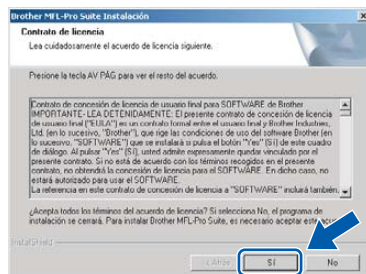 Brother MFL-Pro Suite Instalación
Contrato de licencia
Lea cuidadosamente el acuerdo de licencia siguiente.
Presione la tecla AV PÁG para ver el resto del acuerdo.
Contrato de concesión de licencia de usuario final para SOFTWARE de Brother
IMPORTANTE- LEA DETENIDAMENTE: El presente contrato de concesión de licencia
de usuario final ("EULA") es un contrato formal entre el usuario final y Brother Industries,
Ltd. (en lo sucesivo, "Brother"), que rige las condiciones de uso del software Brother (en
lo sucesivo, "SOFTWARE") que se instalará si pulsa el botón "Yes" (Sí) de este cuadro
de diálogo. Al pulsar "Yes" (Sí), usted admite expresamente quedar vinculado por el
presente contrato. Si no está de acuerdo con los términos recogidos en el presente
contrato, no obtendrá la concesión de licencia para el SOFTWARE. En dicho caso, no
estará autorizado para usar el SOFTWARE.
La referencia en este contrato de concesión de licencia a "SOFTWARE" incluirá también,
¿Acepta todos los términos del acuerdo de licencia? Si selecciona No, el programa de
instalación se cerrará. Para instalar Brother MFL-Pro Suite, es necesario aceptar este
InstallShield
< Atrás
Sí
No